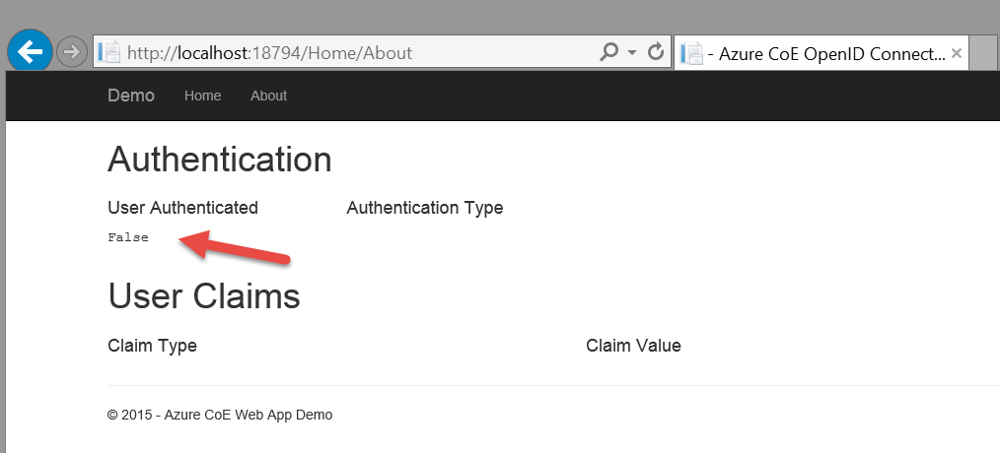 http://localhost:18794/Home/About
- Azure CoE OpenID Connect...
Demo Home About
Authentication
User Authenticated Authentication Type
False
User Claims
Claim Type Claim Value
© 2015 - Azure CoE Web App Demo